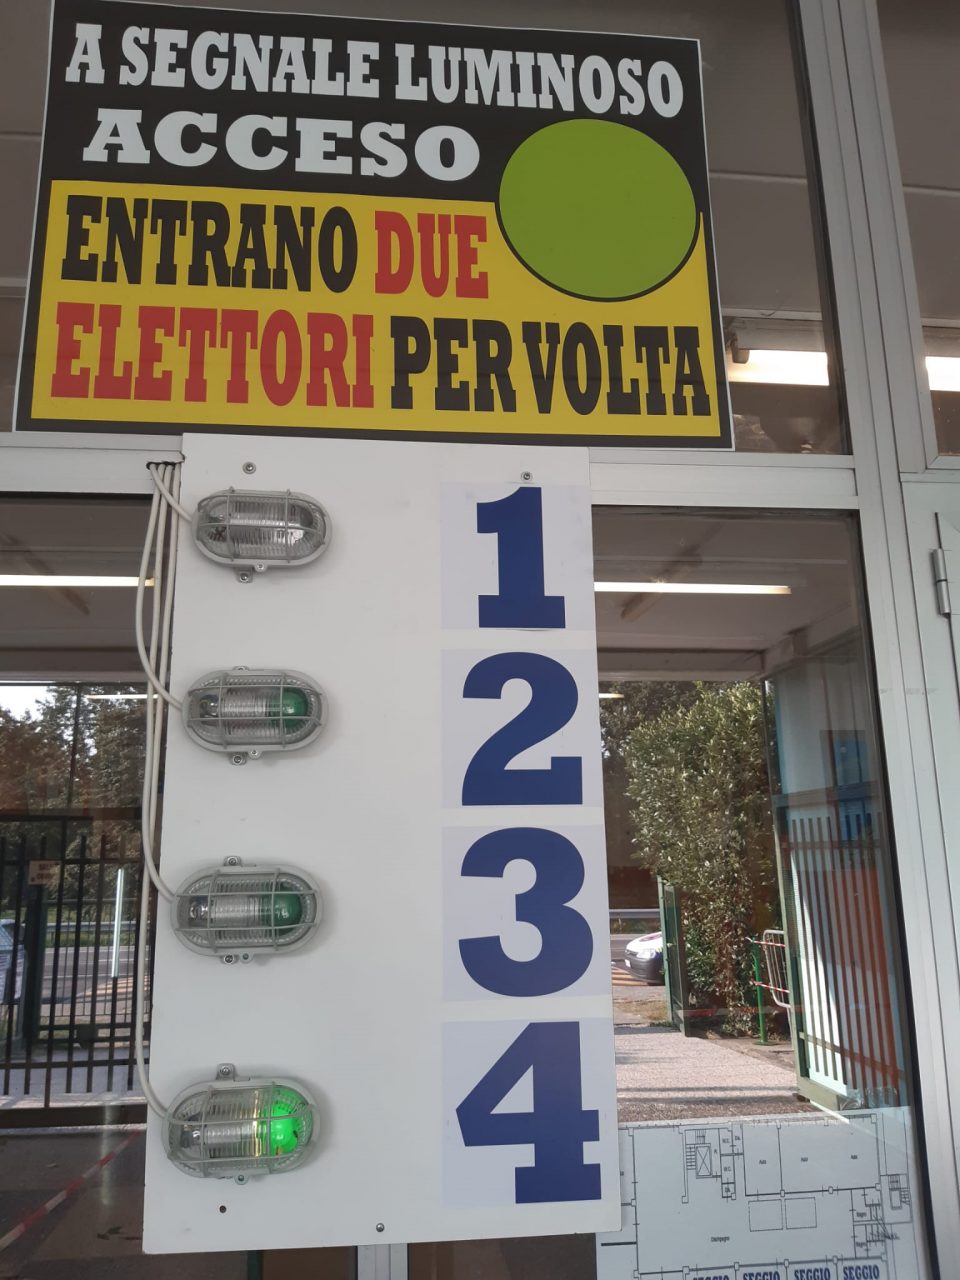 A SEGNALE LUMINOSO
ACCESO
ENTRANO DUE
ELETTORI PER VOLTA
1
2
3
4
SEGGIO SEGGIO SEGGIO SEGGIO